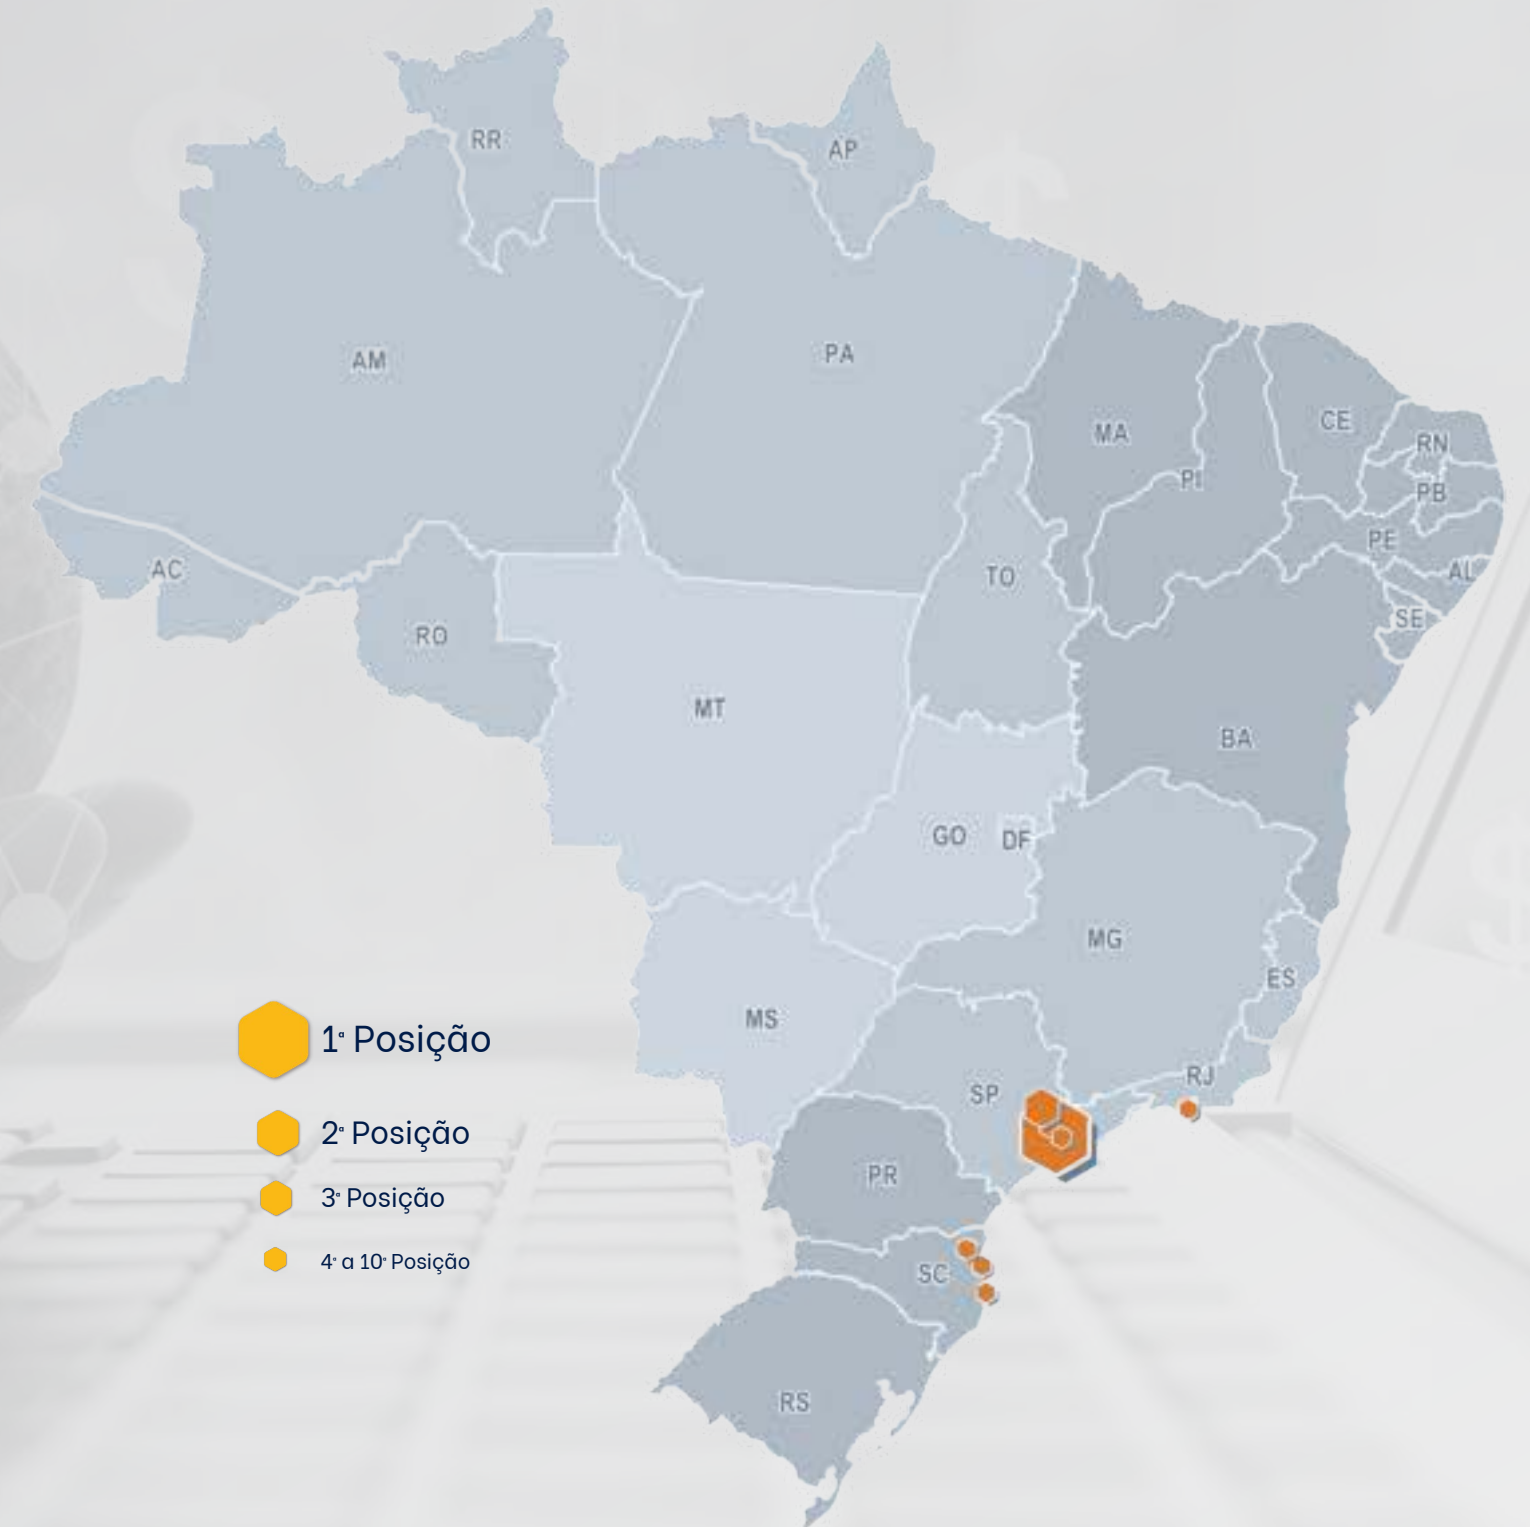 RR
AP
AM
PA
MA
CE
RN
PI
PB
PE
AC
TO
AL
SE
RO
MT
BA
GO
DF
MG
ES
MS
1ª Posição
RJ
SP
2ª Posição
PR
3ª Posição
4ª a 10ª Posição
SC
RS